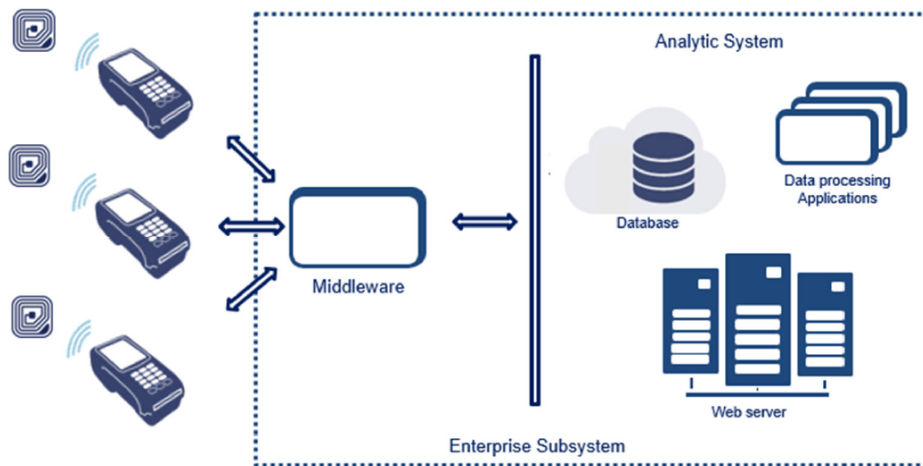 Analytic System
Data processing
Applications
Database
Middleware
Web server
Enterprise Subsystem